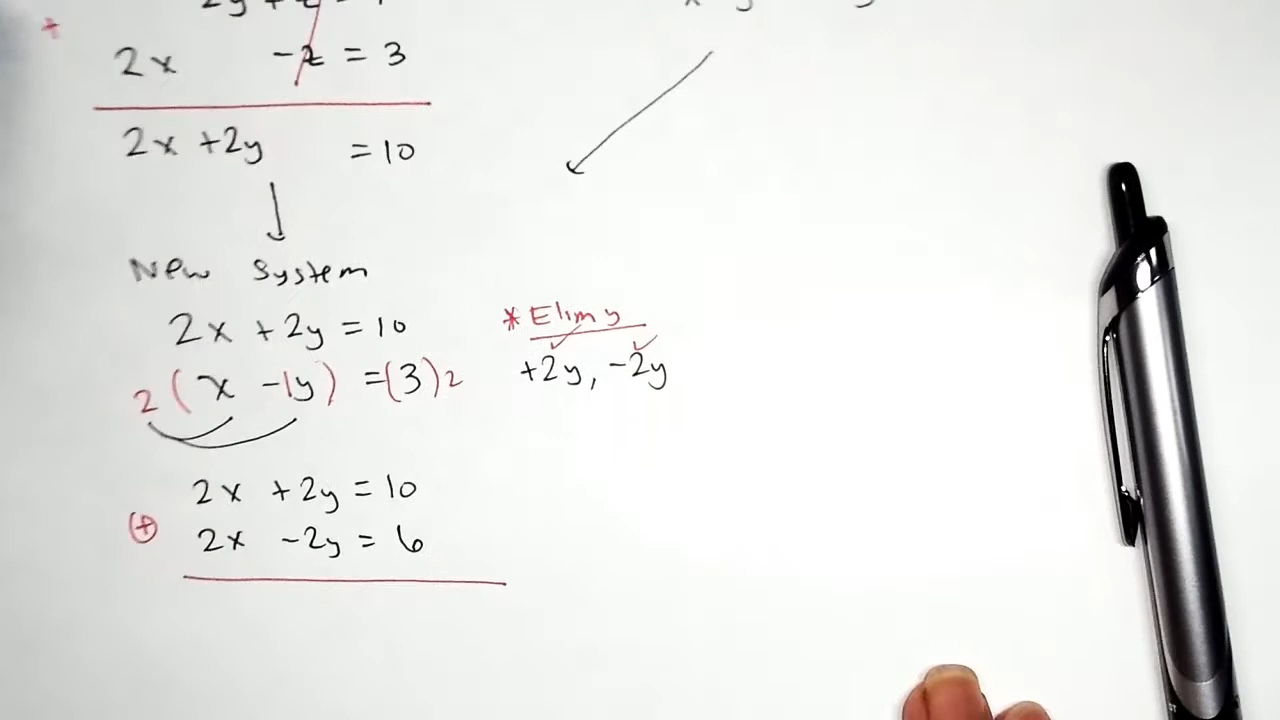 +
2x -z = 3
2x +2y = 10
New System
2x +2y = 10
2 (x -1y) = (3) 2
* Elim y
+2y, -2y
2x +2y = 10
(+) 2x -2y = 6